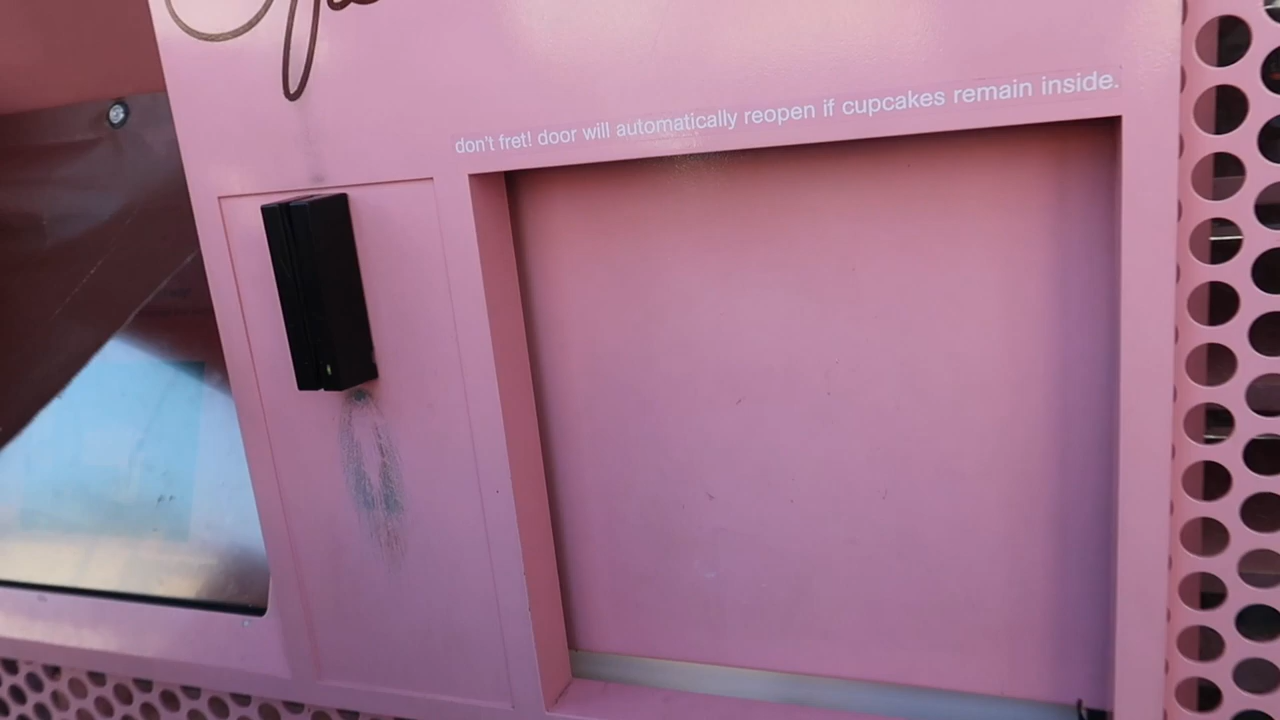 don't fret! door will automatically reopen if cupcakes remain inside.